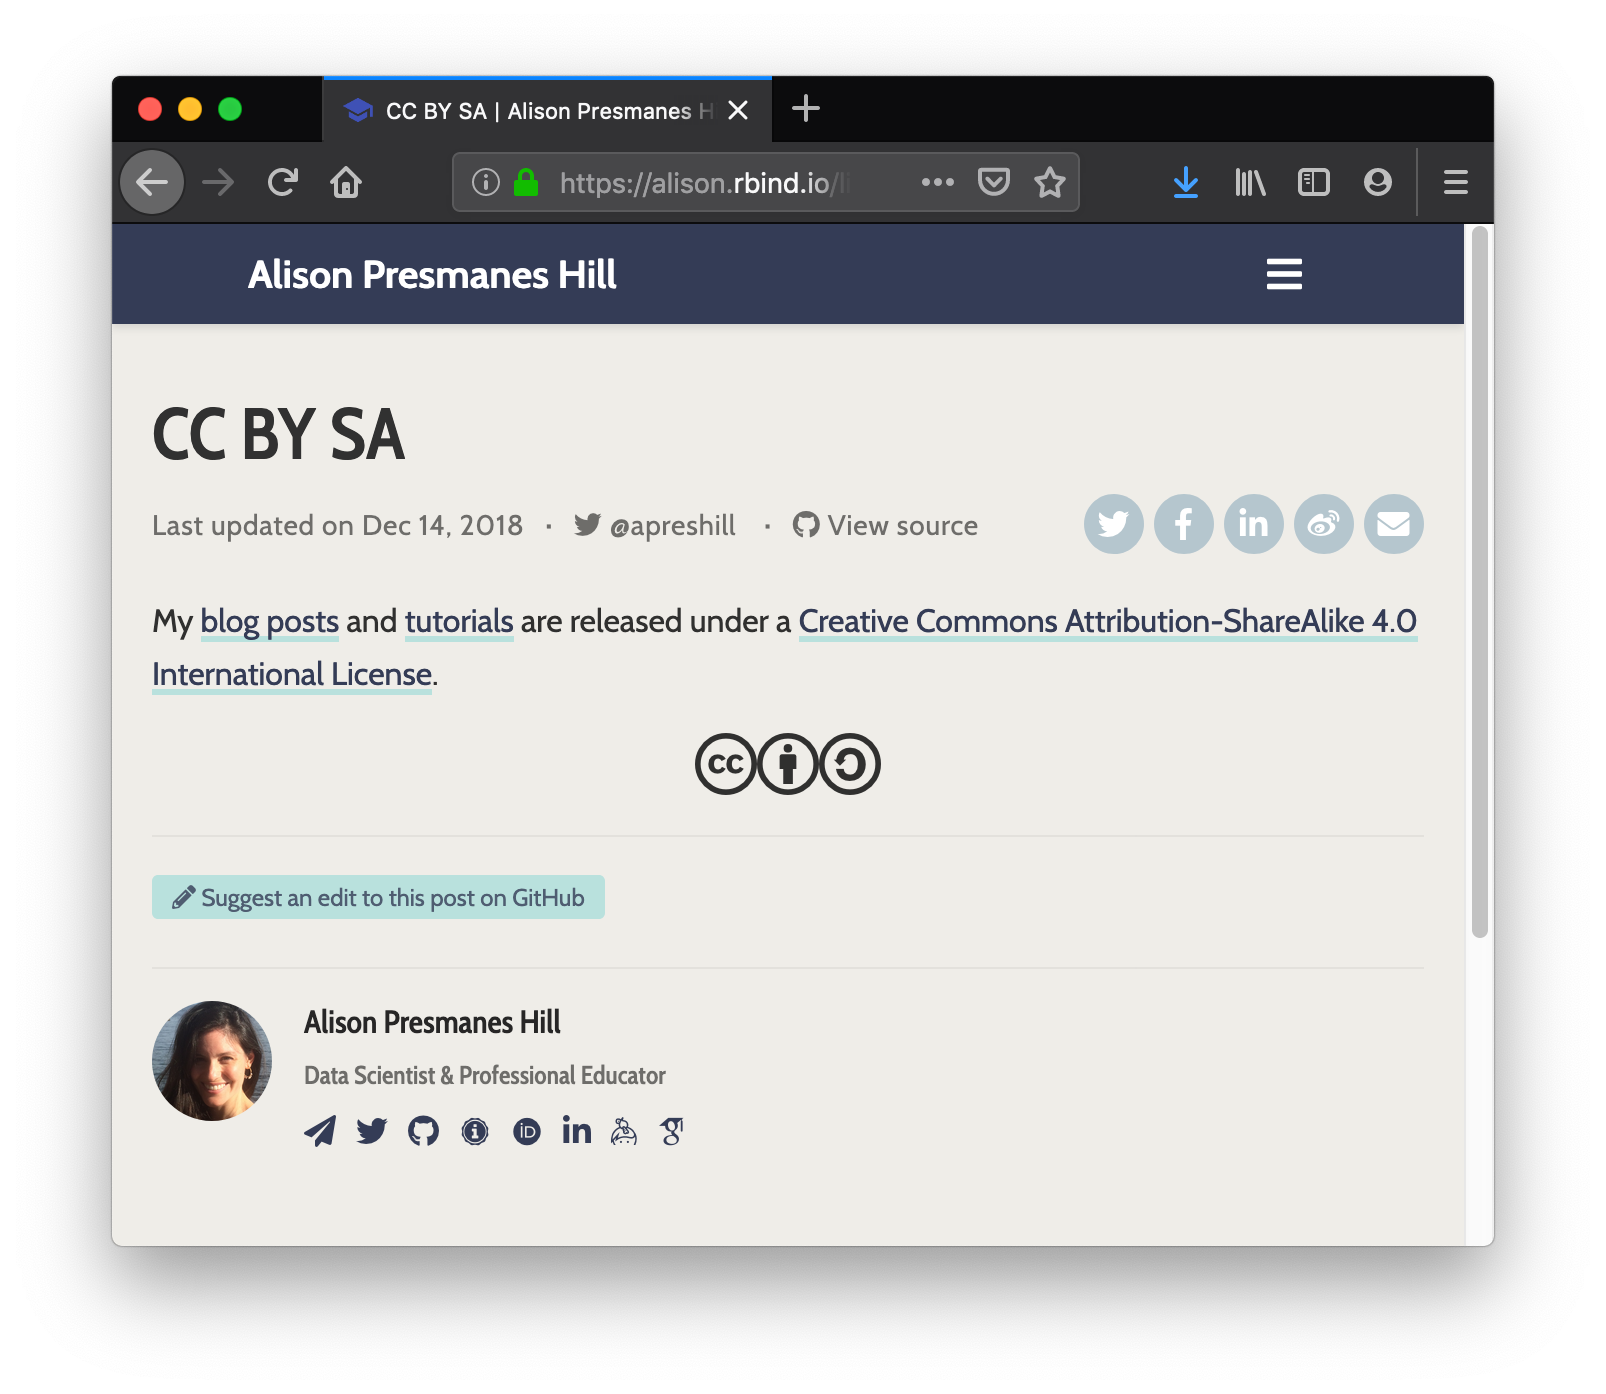 CC BY SA | Alison Presmanes H
https://alison.rbind.io/li
Alison Presmanes Hill
CC BY SA
Last updated on Dec 14, 2018 · @apreshill · View source
My blog posts and tutorials are released under a Creative Commons Attribution-ShareAlike 4.0
International License.
cc
Suggest an edit to this post on GitHub
Alison Presmanes Hill
Data Scientist & Professional Educator